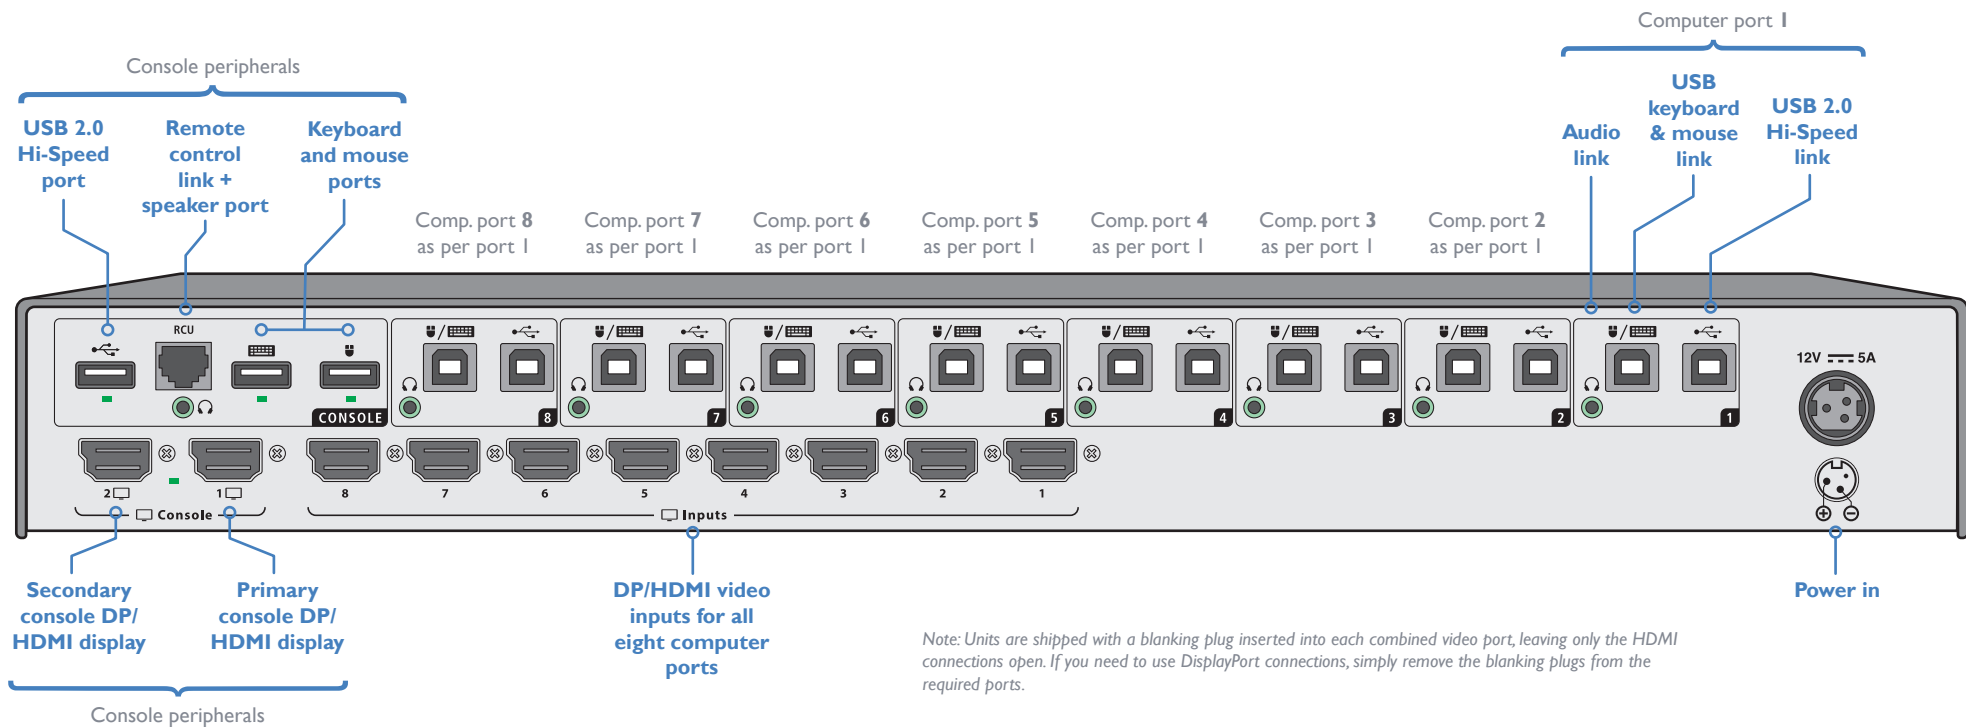 Computer port 1
Console peripherals
USB 2.0
Hi-Speed
port
Remote
control
link +
speaker port
Keyboard
and mouse
ports
Audio
link
USB
keyboard
& mouse
link
USB 2.0
Hi-Speed
link
Comp. port 8
as per port 1
Comp. port 7
as per port 1
Comp. port 6
as per port 1
Comp. port 5
as per port 1
Comp. port 4
as per port 1
Comp. port 3
as per port 1
Comp. port 2
as per port 1
RCU
/
/
/
/
/
/
/
/
12V 5A
CONSOLE
8
7
6
5
4
3
2
1
2
1
8
7
6
5
4
3
2
1
Console
Inputs
Secondary
console DP/
HDMI display
Primary
console DP/
HDMI display
DP/HDMI video
inputs for all
eight computer
ports
Power in
Note: Units are shipped with a blanking plug inserted into each combined video port, leaving only the HDMI
connections open. If you need to use DisplayPort connections, simply remove the blanking plugs from the
required ports.
Console peripherals